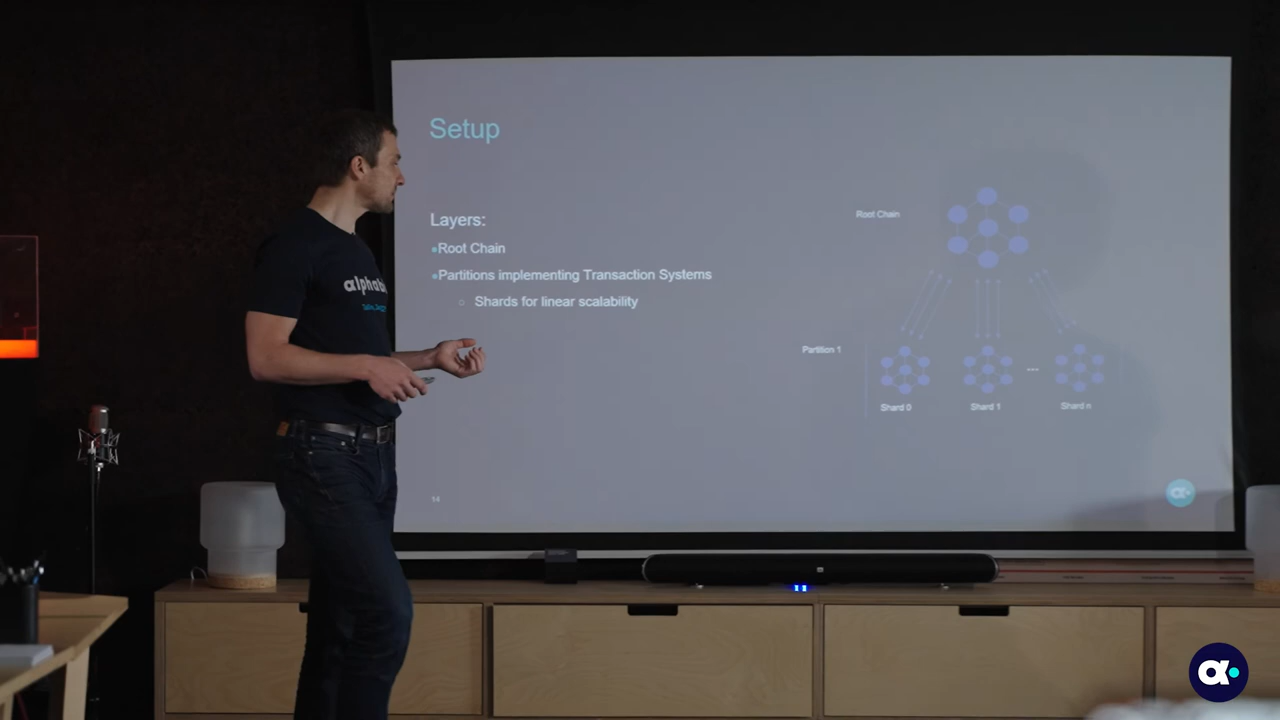 Setup
Layers:
•Root Chain
•Partitions implementing Transaction Systems
○ Shards for linear scalability
Root Chain
Partition 1
Shard 0
Shard 1
...
Shard n
14
α
alphab
α